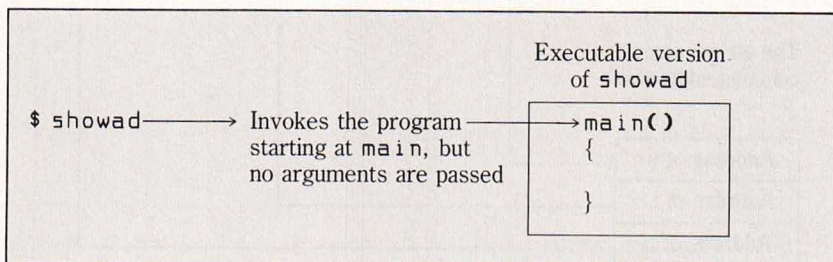 Executable version
of showad
$ showad → Invokes the program → main()
starting at main, but {
no arguments are passed
}